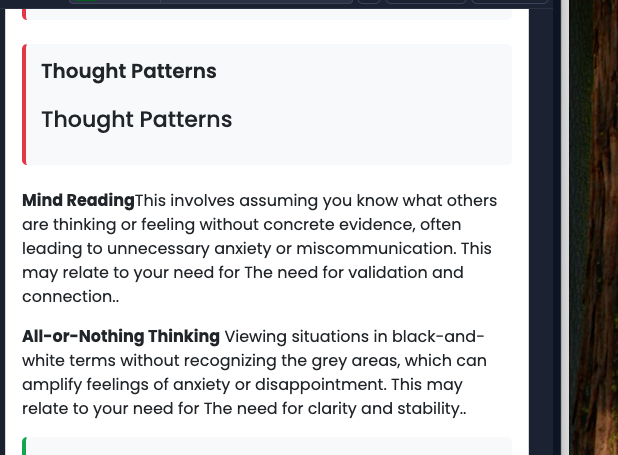 Thought Patterns
Thought Patterns
Mind ReadingThis involves assuming you know what others
are thinking or feeling without concrete evidence, often
leading to unnecessary anxiety or miscommunication. This
may relate to your need for The need for validation and
connection..
All-or-Nothing Thinking Viewing situations in black-and-
white terms without recognizing the grey areas, which can
amplify feelings of anxiety or disappointment. This may
relate to your need for The need for clarity and stability..